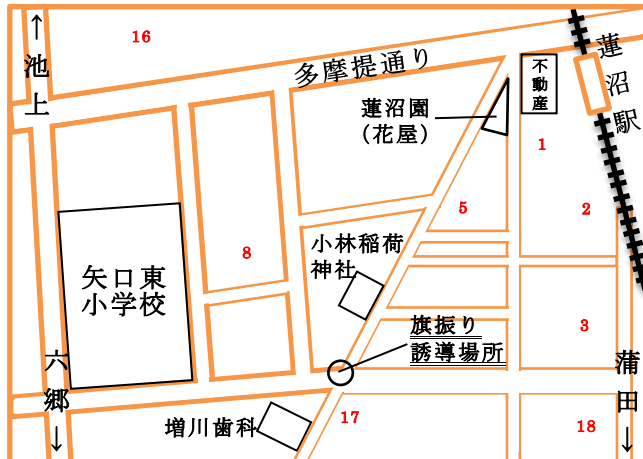 ↑
池上
16
多摩提通り
蓮沼園
(花屋)
不動産
蓮沼駅
1
2
5
8
小林稲荷
神社
矢口東
小学校
旗振り
誘導場所
3
六郷
↓
増川歯科
17
18
蒲田
↓